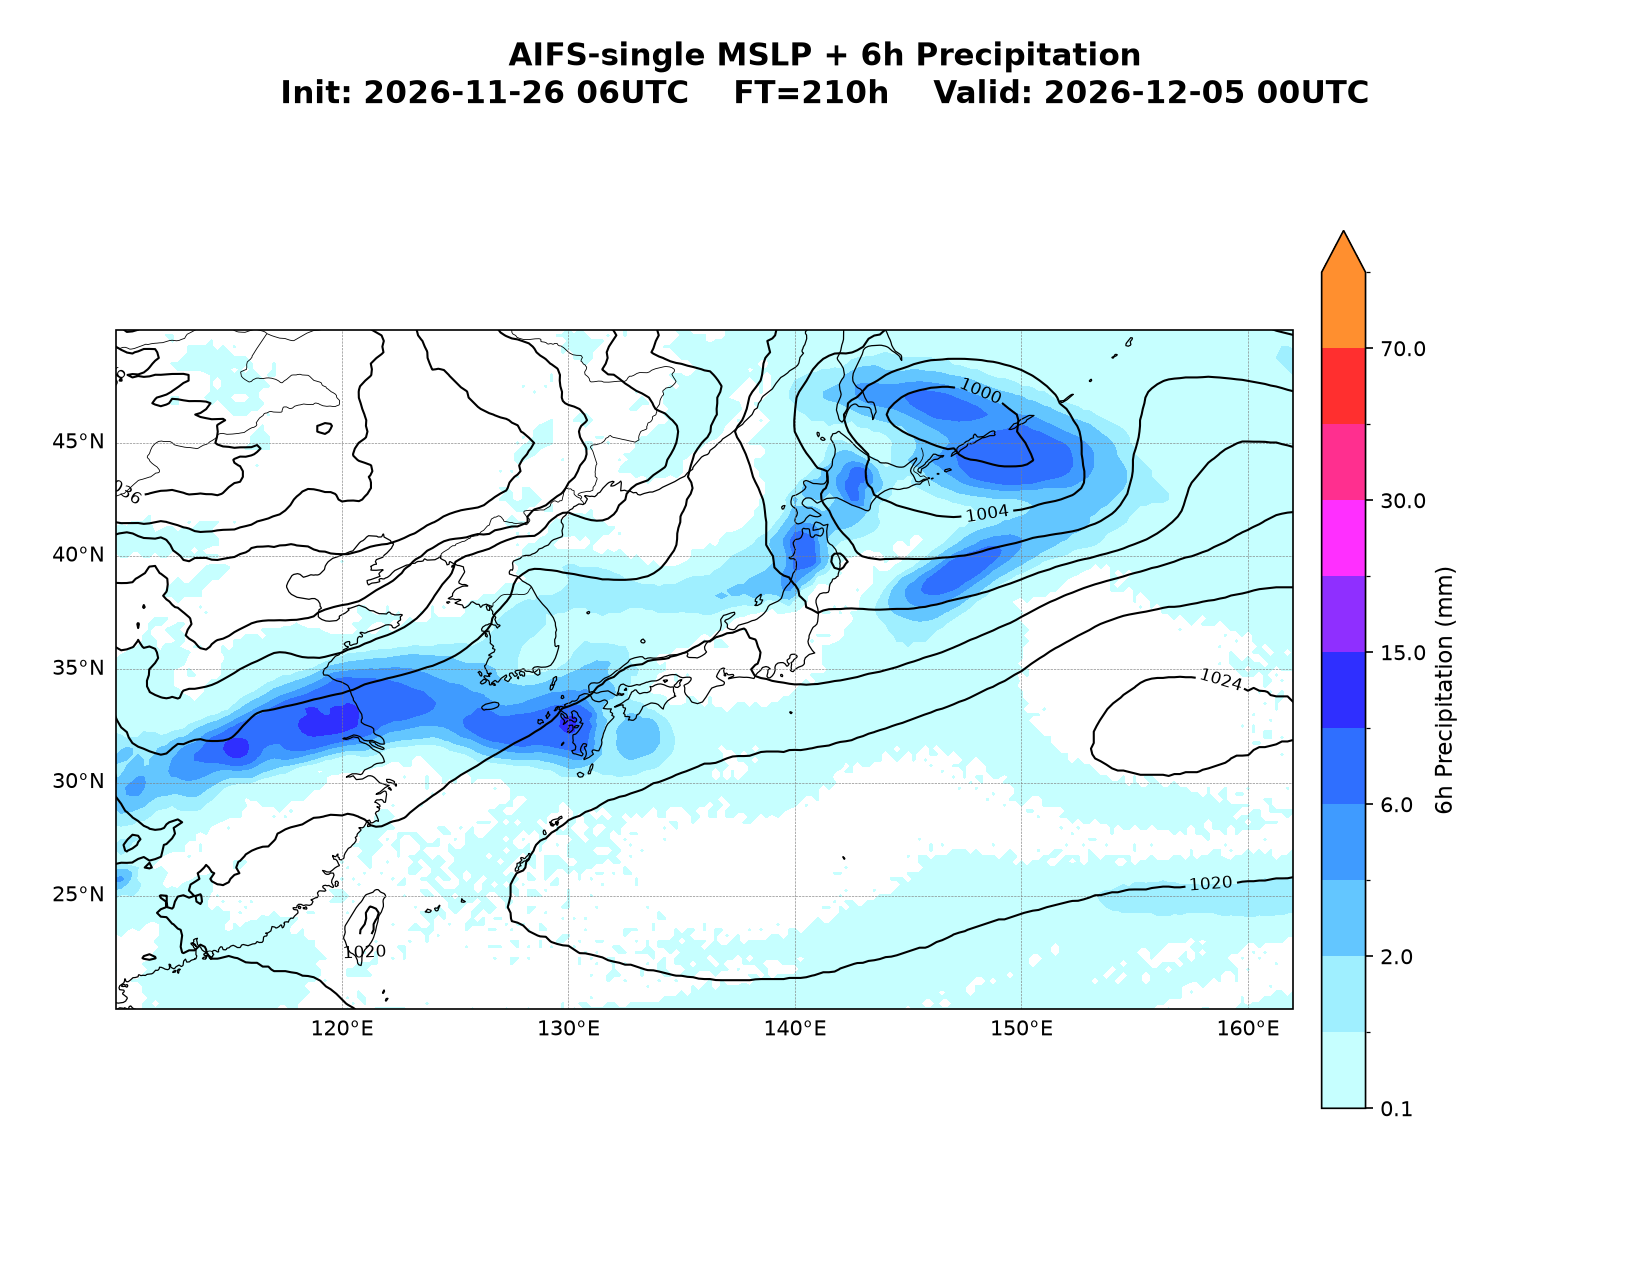 AIFS-single MSLP + 6h Precipitation
Init: 2026-11-26 06UTC    FT=210h    Valid: 2026-12-05 00UTC
1000
45°N
036
1004
40°N
35°N
1024
30°N
25°N
1020
1020
120°E
130°E
140°E
150°E
160°E
70.0
30.0
15.0
6.0
2.0
0.1
6h Precipitation (mm)